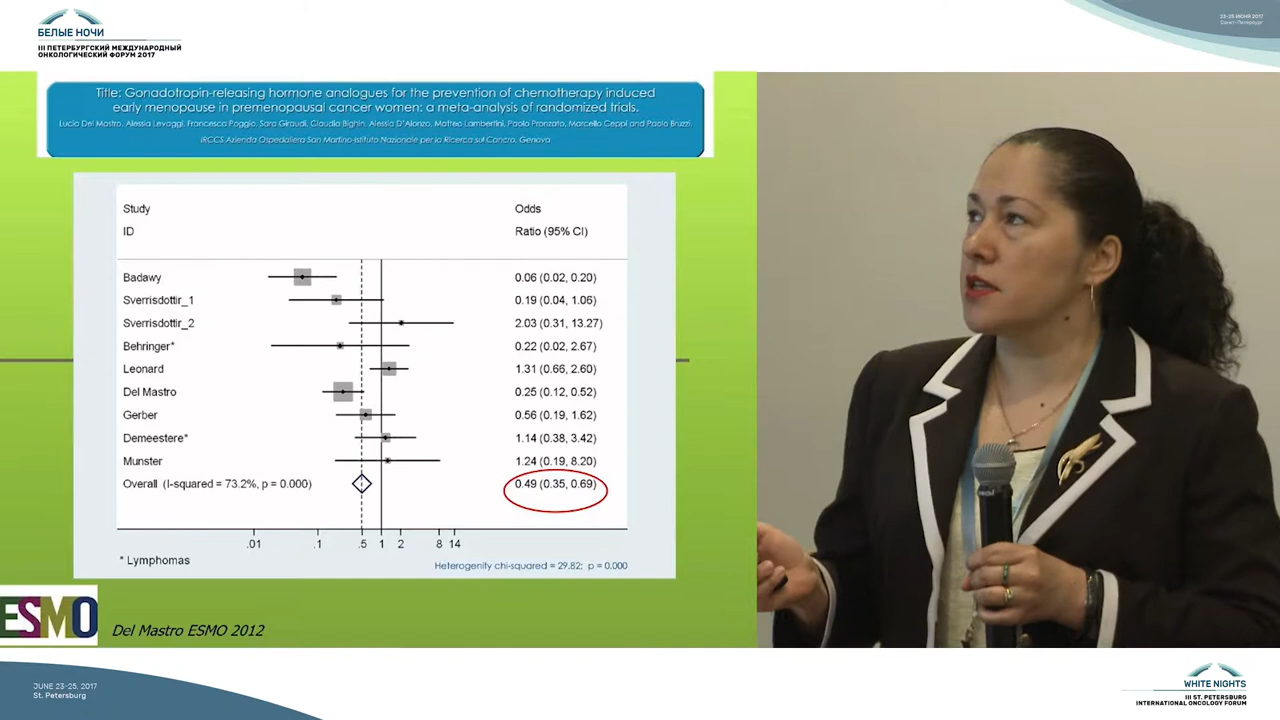 БЕЛЫЕ НОЧИ
III ПЕТЕРБУРГСКИЙ МЕЖДУНАРОДНЫЙ
ОНКОЛОГИЧЕСКИЙ ФОРУМ 2017
23-25 ИЮНЯ 2017
Санкт-Петербург
Title: Gonadotropin-releasing hormone analogues for the prevention of chemotherapy induced
early menopause in premenopausal cancer women: a meta-analysis of randomized trials.
Lucia Del Mastro, Alessia Levaggi, Francesca Poggio, Sara Giraudi, Claudia Bighin, Alessia D'Alonzo, Matteo Lambertini, Paolo Pronzato, Marcello Ceppi and Paolo Bruzzi.
IRCCS Azienda Ospedaliera San Martino-Istituto Nazionale per la Ricerca sul Cancro, Genova
Study Odds
ID Ratio (95% CI)
Badawy 0.06 (0.02, 0.20)
Sverrisdottir_1 0.19 (0.04, 1.06)
Sverrisdottir_2 2.03 (0.31, 13.27)
Behringer* 0.22 (0.02, 2.67)
Leonard 1.31 (0.66, 2.60)
Del Mastro 0.25 (0.12, 0.52)
Gerber 0.56 (0.19, 1.62)
Demeestere* 1.14 (0.38, 3.42)
Munster 1.24 (0.19, 8.20)
Overall (I-squared = 73.2%, p = 0.000) 0.49 (0.35, 0.69)
.01 .1 .5 1 2 8 14
* Lymphomas
Heterogenity chi-squared = 29.82; p = 0.000
ESMO
Del Mastro ESMO 2012
JUNE 23-25, 2017
St. Petersburg
WHITE NIGHTS
III ST. PETERSBURG
INTERNATIONAL ONCOLOGY FORUM